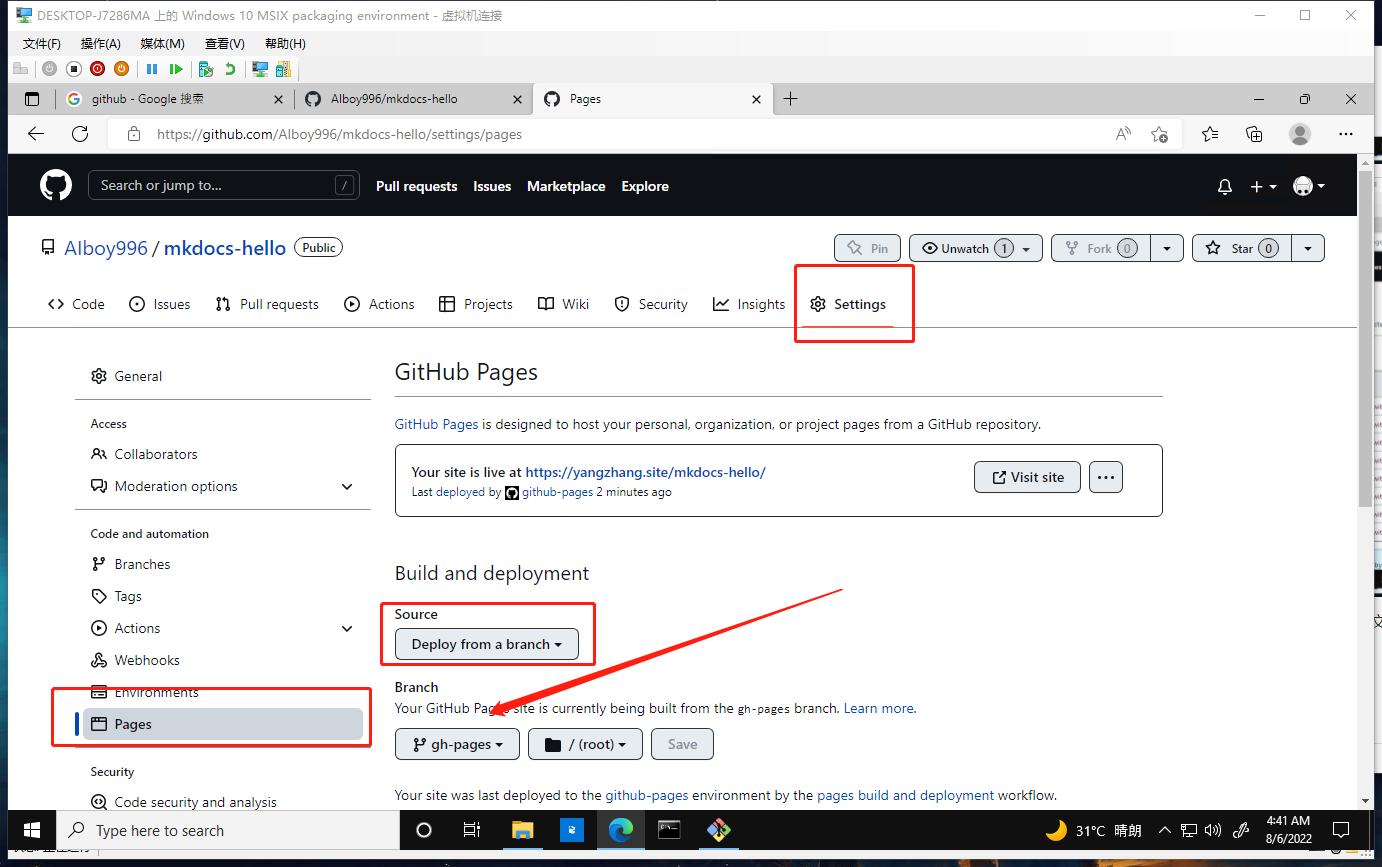 DESKTOP-J7286MA 上的 Windows 10 MSIX packaging environment - 虚拟机连接
文件(F) 操作(A) 媒体(M) 查看(V) 帮助(H)
github - Google 搜索 AIboy996/mkdocs-hello Pages
https://github.com/AIboy996/mkdocs-hello/settings/pages
Search or jump to... / Pull requests Issues Marketplace Explore
AIboy996 / mkdocs-hello Public Pin Unwatch 1 Fork 0 Star 0
Code Issues Pull requests Actions Projects Wiki Security Insights Settings
General
Access
Collaborators
Moderation options
Code and automation
Branches
Tags
Actions
Webhooks
Environments
Pages
Security
Code security and analysis
GitHub Pages
GitHub Pages is designed to host your personal, organization, or project pages from a GitHub repository.
Your site is live at https://yangzhang.site/mkdocs-hello/
Last deployed by github-pages 2 minutes ago
Visit site
Build and deployment
Source
Deploy from a branch
Branch
Your GitHub Pages site is currently being built from the gh-pages branch. Learn more.
gh-pages / (root) Save
Your site was last deployed to the github-pages environment by the pages build and deployment workflow.
Type here to search
31°C 晴朗
4:41 AM
8/6/2022